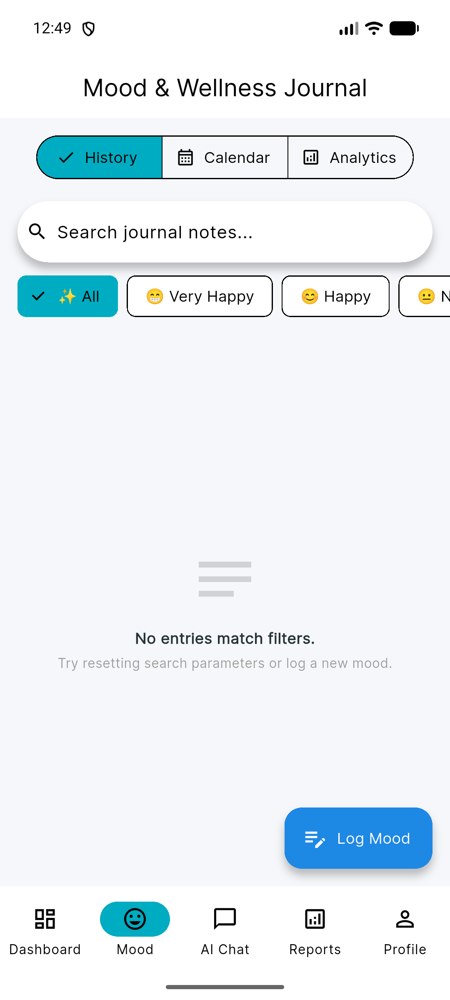 12:49
Mood & Wellness Journal
History
Calendar
Analytics
Search journal notes...
✨ All
😁 Very Happy
😊 Happy
😐 N
No entries match filters.
Try resetting search parameters or log a new mood.
Log Mood
Dashboard
Mood
AI Chat
Reports
Profile